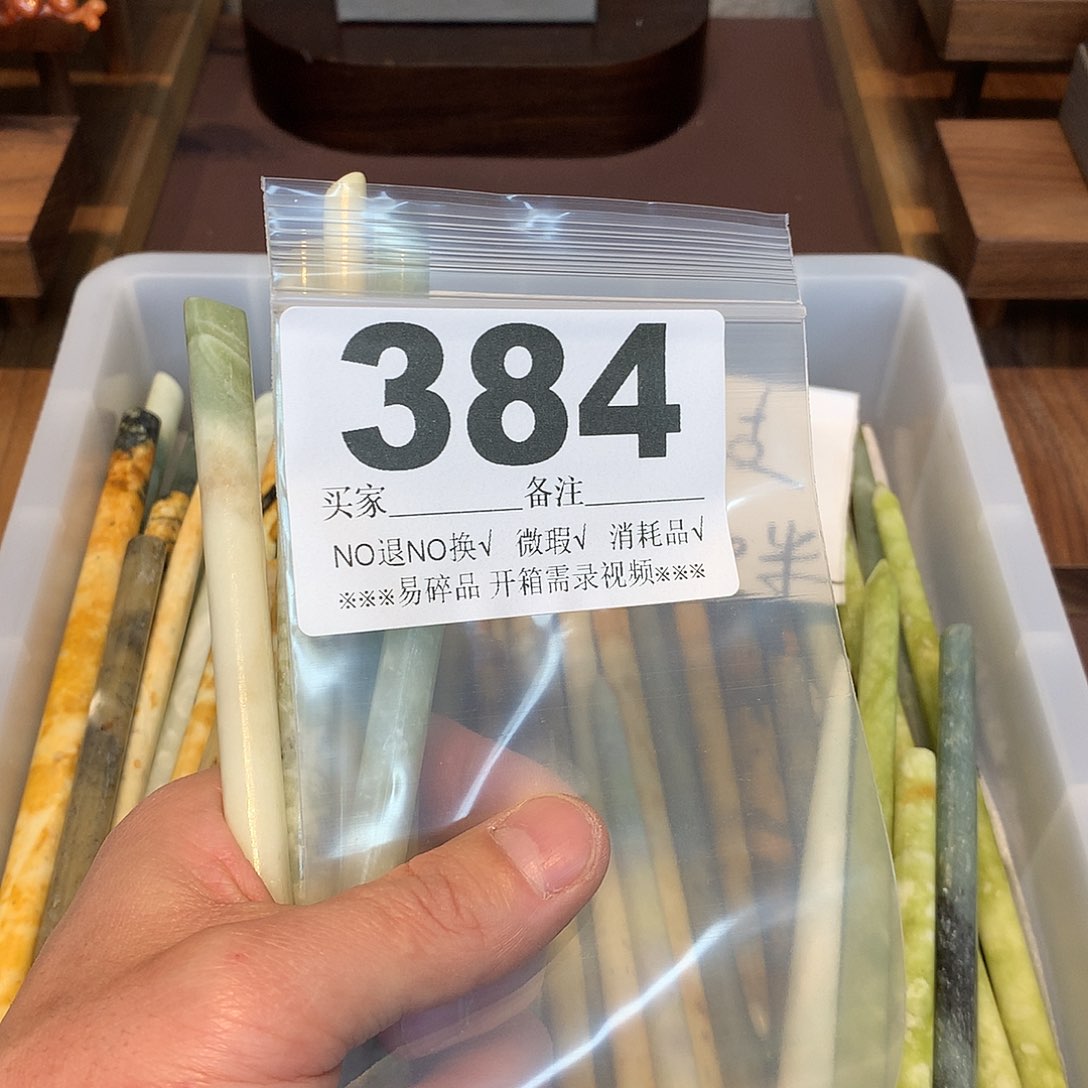 384
买家________备注________
NO退NO换√ 微瑕√ 消耗品√
※※※易碎品 开箱需录视频※※※